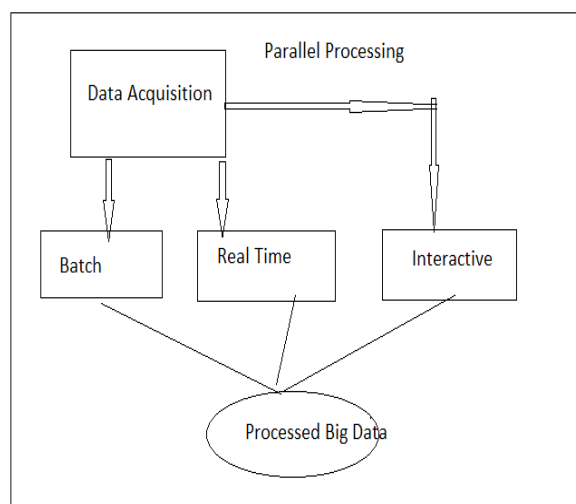 Parallel Processing
Data Acquisition
Batch
Real Time
Interactive
Processed Big Data